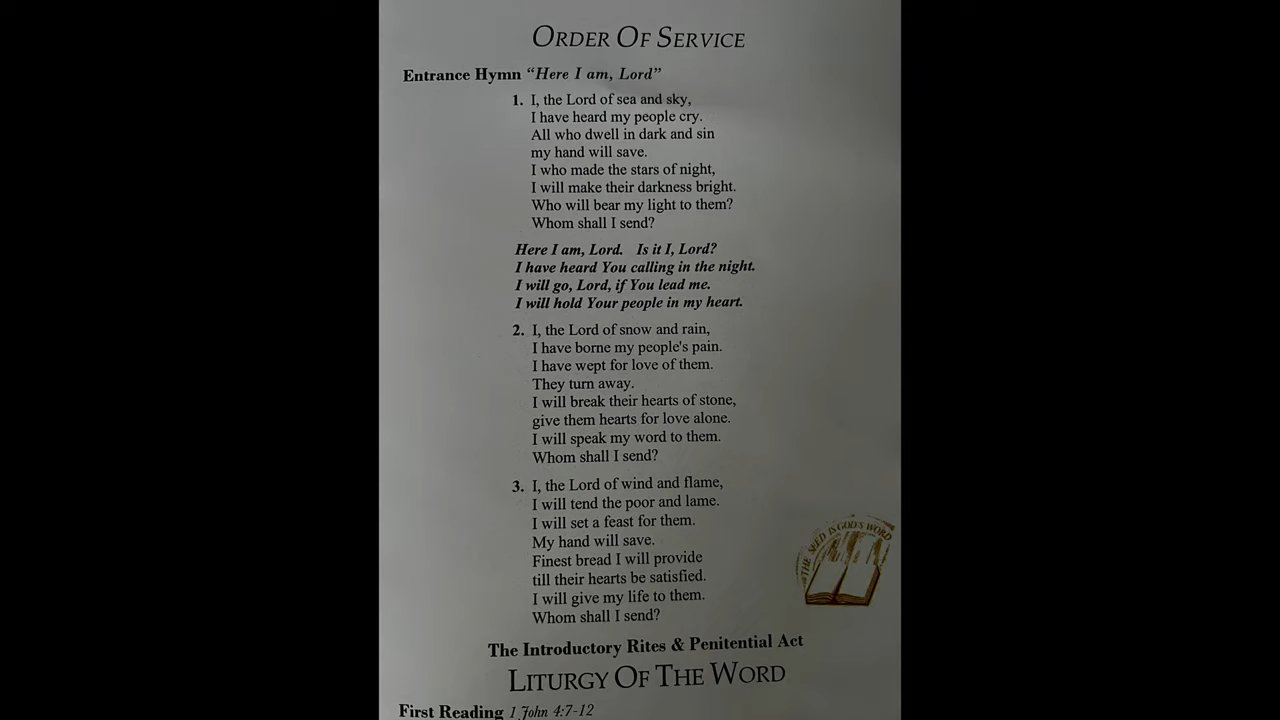 ORDER OF SERVICE
Entrance Hymn “Here I am, Lord”
1. I, the Lord of sea and sky,
I have heard my people cry.
All who dwell in dark and sin
my hand will save.
I who made the stars of night,
I will make their darkness bright.
Who will bear my light to them?
Whom shall I send?
Here I am, Lord. Is it I, Lord?
I have heard You calling in the night.
I will go, Lord, if You lead me.
I will hold Your people in my heart.
2. I, the Lord of snow and rain,
I have borne my people's pain.
I have wept for love of them.
They turn away.
I will break their hearts of stone,
give them hearts for love alone.
I will speak my word to them.
Whom shall I send?
3. I, the Lord of wind and flame,
I will tend the poor and lame.
I will set a feast for them.
My hand will save.
Finest bread I will provide
till their hearts be satisfied.
I will give my life to them.
Whom shall I send?
THE SEED IS GOD'S WORD
The Introductory Rites & Penitential Act
LITURGY OF THE WORD
First Reading 1 John 4:7-12